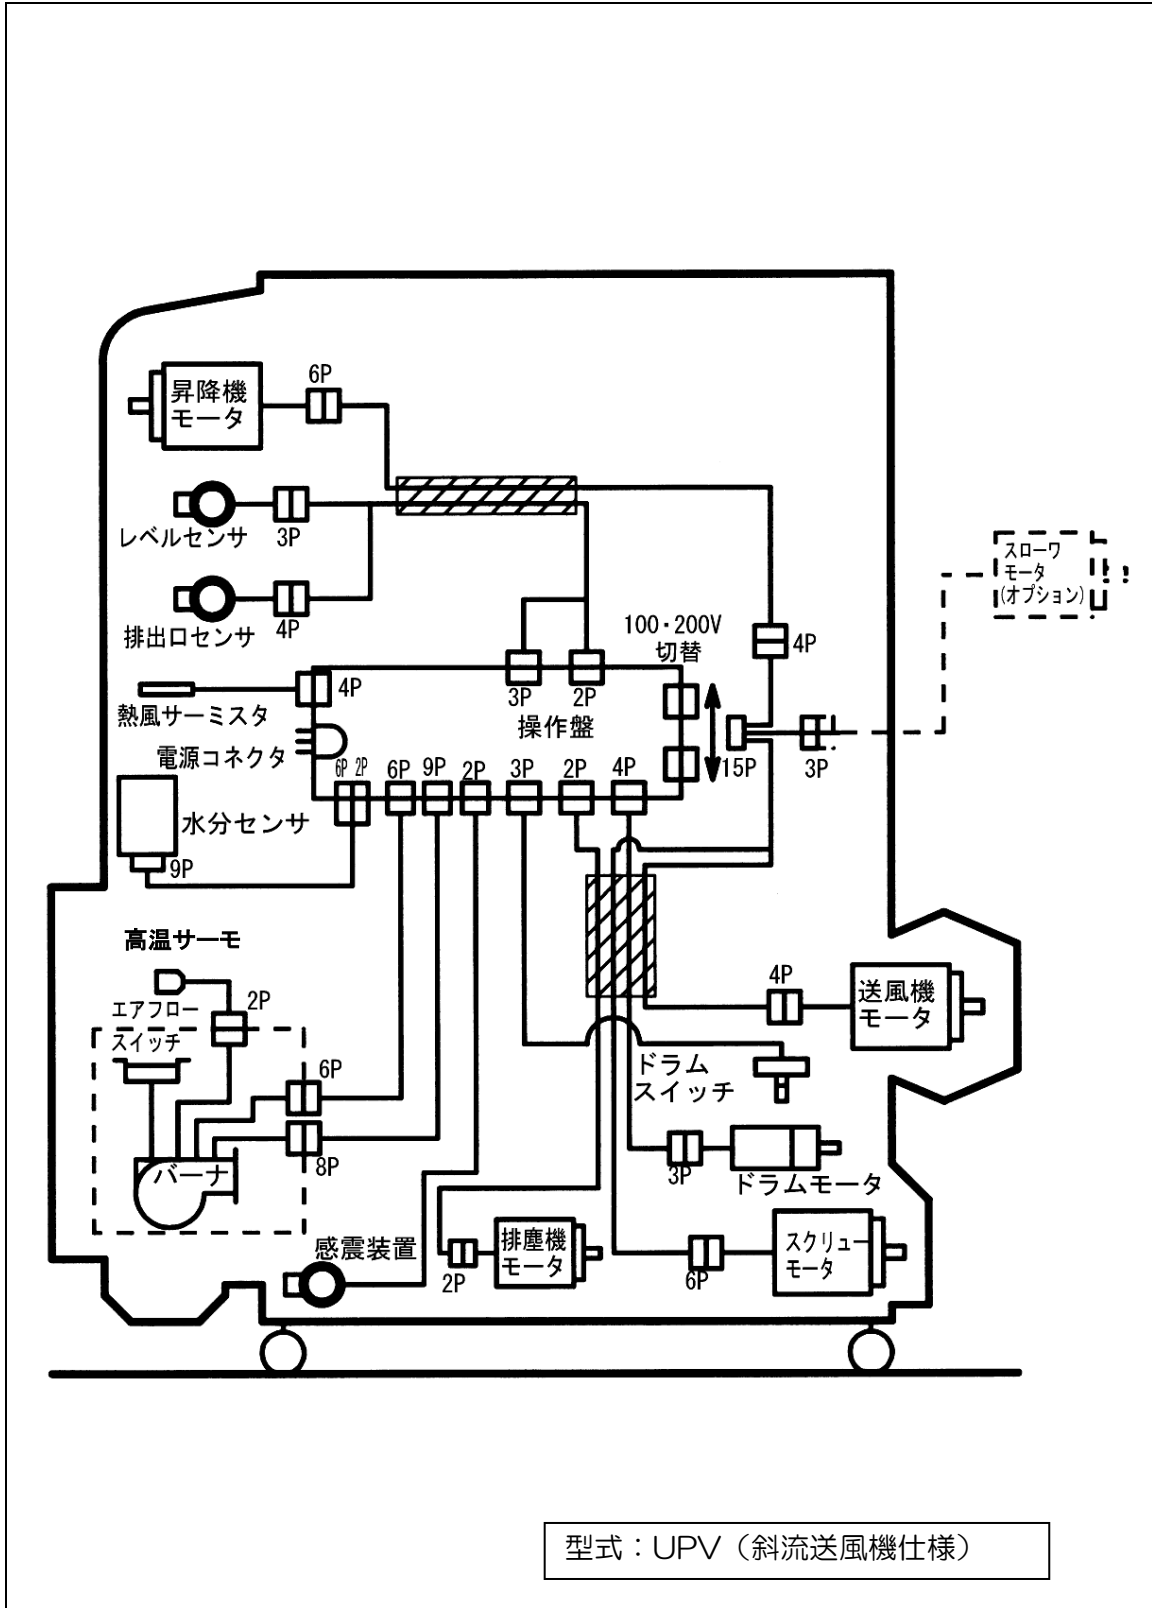 6P
昇降機
モータ
レベルセンサ
3P
スローワ
モータ
(オプション)
排出口センサ
4P
100・200V
切替
4P
熱風サーミスタ
4P
3P
2P
操作盤
電源コネクタ
15P
3P
6P 2P 6P 9P 2P 3P 2P 4P
水分センサ
9P
高温サーモ
2P
エアフロー
スイッチ
4P
送風機
モータ
6P
ドラム
スイッチ
8P
バーナ
3P
ドラムモータ
感震装置
2P
排塵機
モータ
6P
スクリュー
モータ
型式：UPV（斜流送風機仕様）